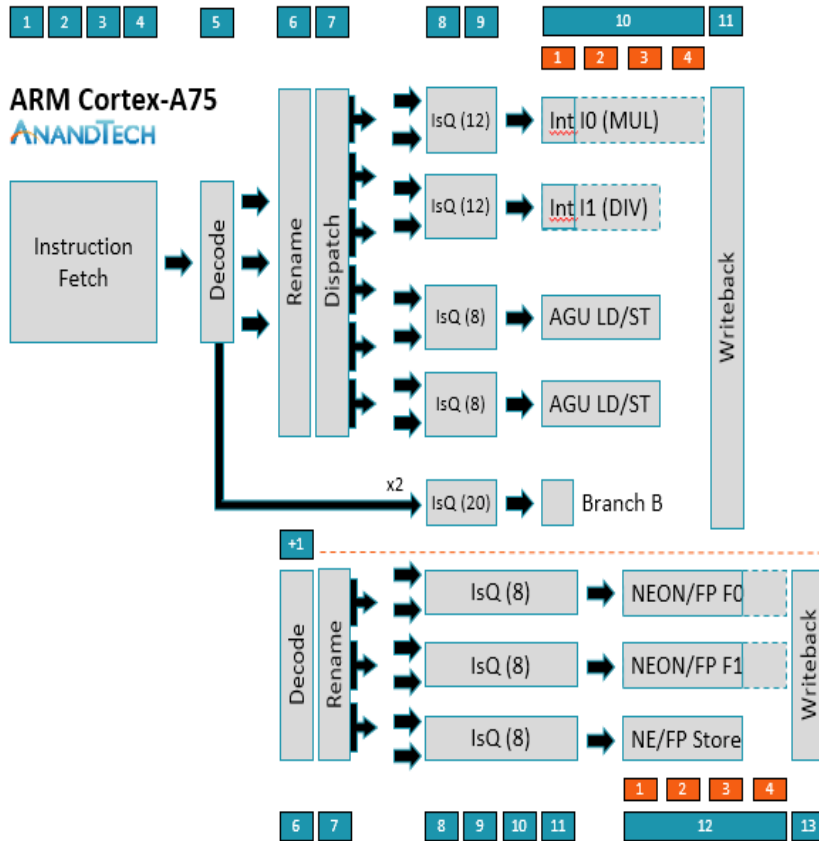 1 2 3 4 5 6 7 8 9 10 11
1 2 3 4
ARM Cortex-A75
ANANDTECH
Instruction
Fetch
Decode
Rename
Dispatch
IsQ (12)
Int I0 (MUL)
IsQ (12)
Int I1 (DIV)
IsQ (8)
AGU LD/ST
IsQ (8)
AGU LD/ST
x2
IsQ (20)
Branch B
Writeback
+1
Decode
Rename
IsQ (8)
NEON/FP F0
IsQ (8)
NEON/FP F1
IsQ (8)
NE/FP Store
Writeback
1 2 3 4
6 7 8 9 10 11 12 13